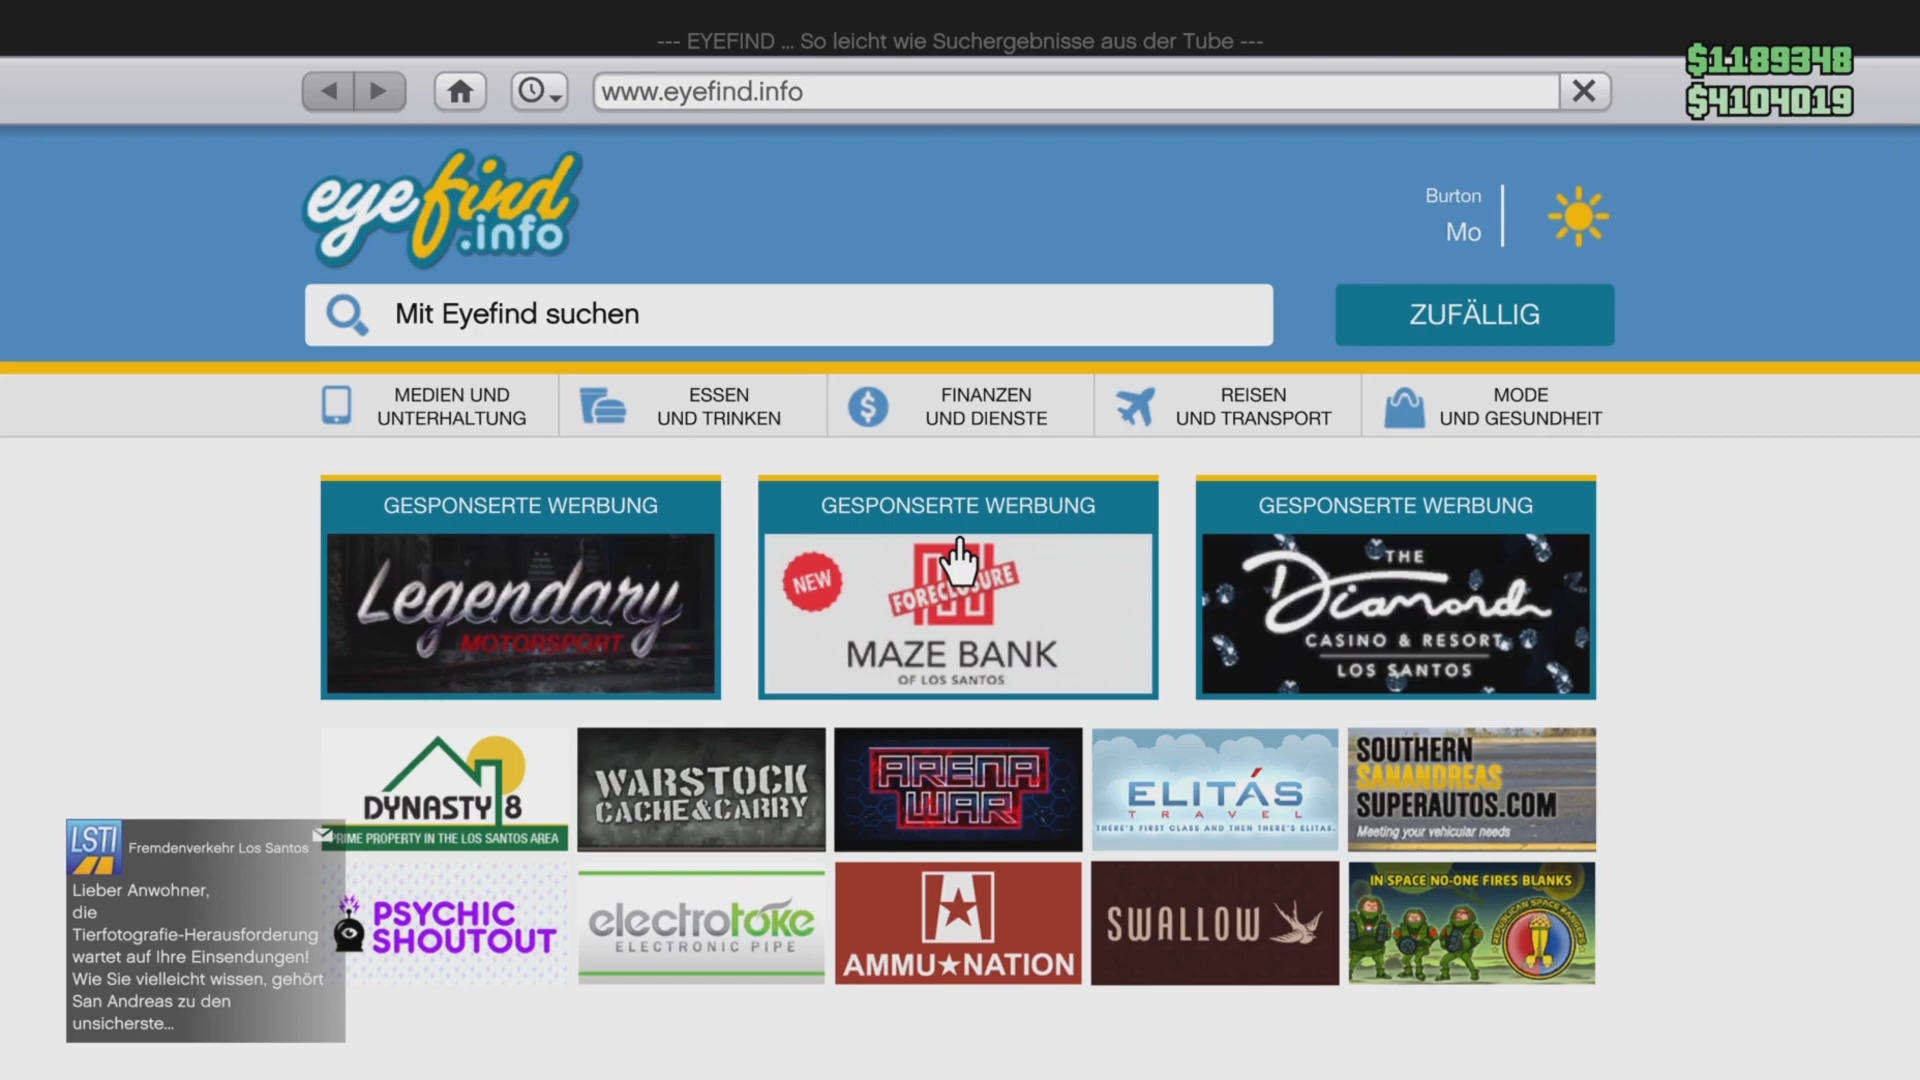 --- EYEFIND ... So leicht wie Suchergebnisse aus der Tube ---
$1189348
$4104019
www.eyefind.info
eyefind
.info
Burton
Mo
Mit Eyefind suchen
ZUFÄLLIG
MEDIEN UND
UNTERHALTUNG
ESSEN
UND TRINKEN
FINANZEN
UND DIENSTE
REISEN
UND TRANSPORT
MODE
UND GESUNDHEIT
GESPONSERTE WERBUNG
Legendary
MOTORSPORT
GESPONSERTE WERBUNG
NEW
FORECLOSURE
MAZE BANK
OF LOS SANTOS
GESPONSERTE WERBUNG
THE
Diamond
CASINO & RESORT
LOS SANTOS
DYNASTY 8
PRIME PROPERTY IN THE LOS SANTOS AREA
WARSTOCK
CACHE&CARRY
ARENA
WAR
ELITÁS
TRAVEL
THERE'S FIRST CLASS AND THEN THERE'S ELITAS.
SOUTHERN
SANANDREAS
SUPERAUTOS.COM
Meeting your vehicular needs
PSYCHIC
SHOUTOUT
electrotoke
ELECTRONIC PIPE
AMMU★NATION
SWALLOW
IN SPACE NO-ONE FIRES BLANKS
REPUBLICAN SPACE RANGERS
LSTI
Fremdenverkehr Los Santos
Lieber Anwohner,
die
Tierfotografie-Herausforderung
wartet auf Ihre Einsendungen!
Wie Sie vielleicht wissen, gehört
San Andreas zu den
unsicherste...